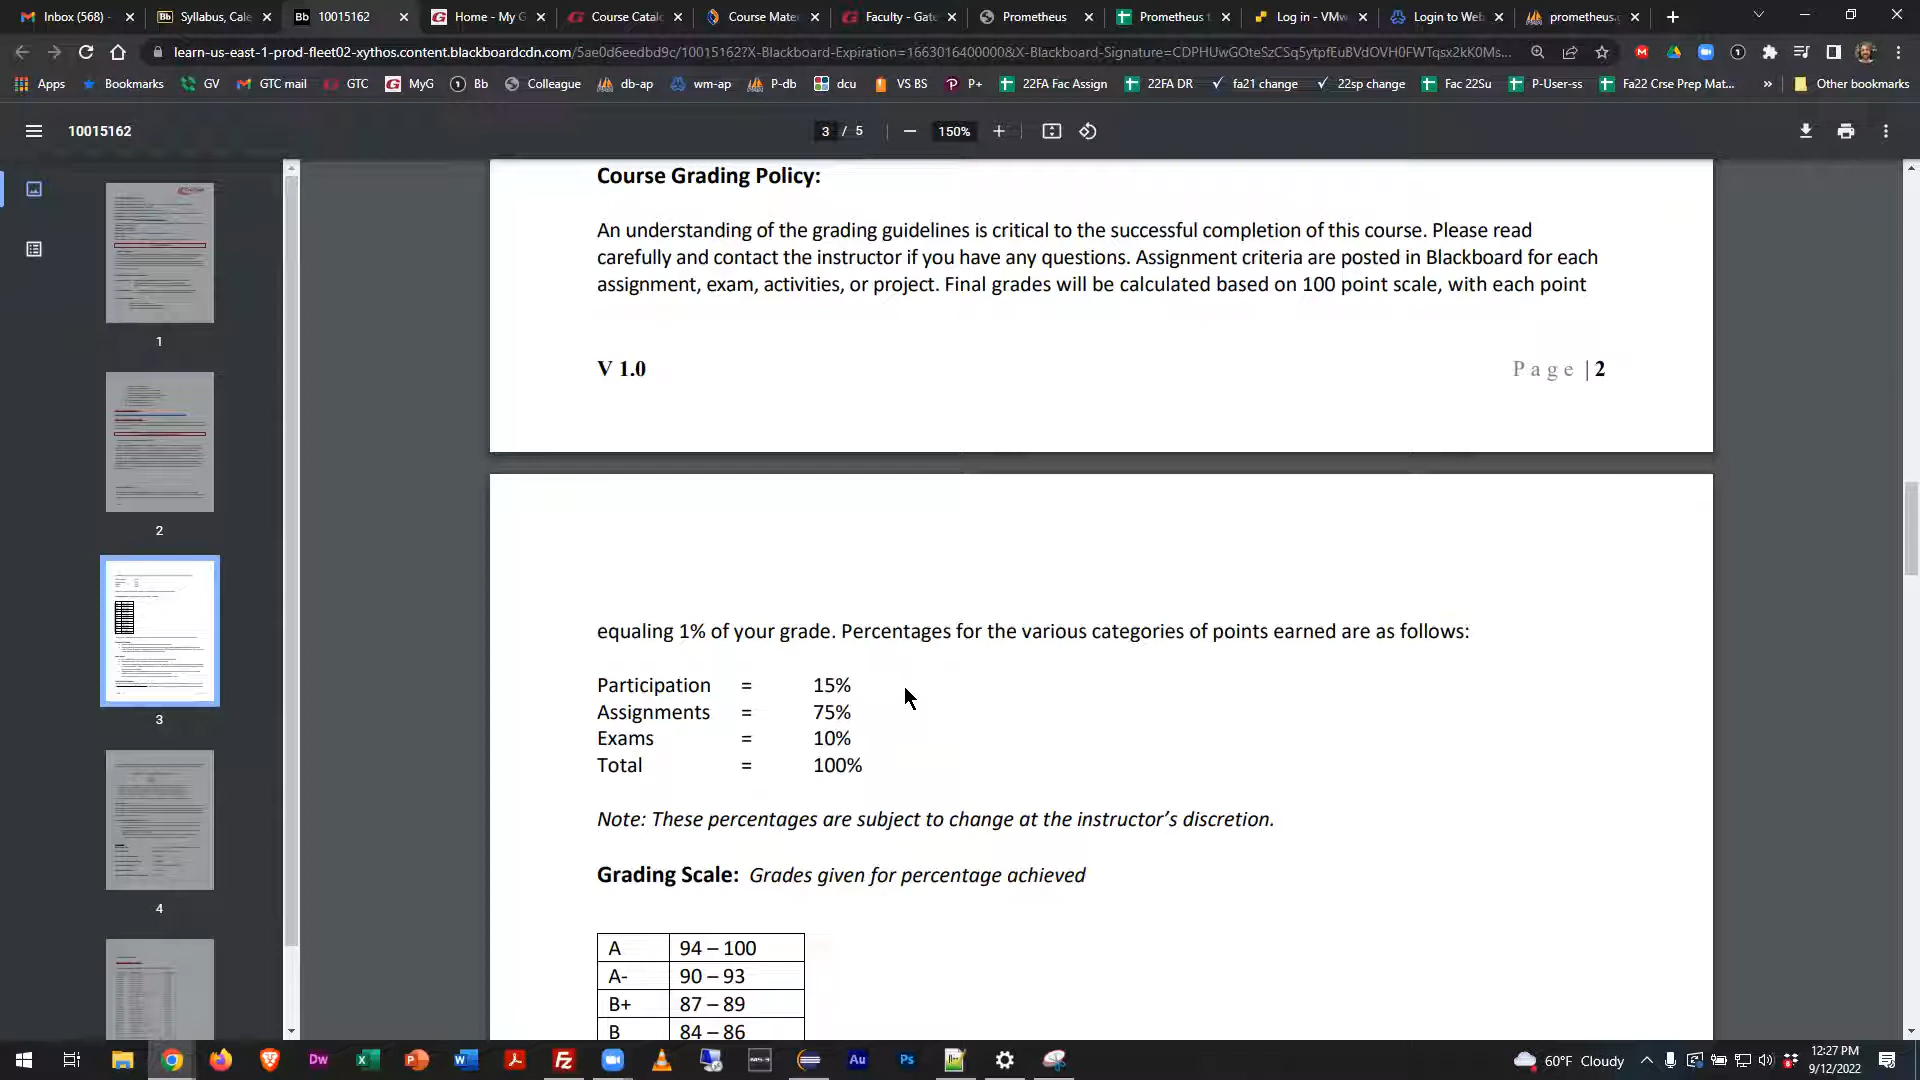 Inbox (568) -
Syllabus, Cale
10015162
Home - My G
Course Catalo
Course Mate
Faculty - Gate
Prometheus
Prometheus t
Log in - VMw
Login to Web
prometheus.g
learn-us-east-1-prod-fleet02-xythos.content.blackboardcdn.com/5ae0d6eedbd9c/10015162?X-Blackboard-Expiration=1663016400000&X-Blackboard-Signature=CDPHUwGOteSzCSq5ytpfEuBVdOVH0FWTqsx2kK0Ms...
Apps
Bookmarks
GV
GTC mail
GTC
MyG
Bb
Colleague
db-ap
wm-ap
P-db
dcu
VS BS
P+
22FA Fac Assign
22FA DR
fa21 change
22sp change
Fac 22Su
P-User-ss
Fa22 Crse Prep Mat...
»
Other bookmarks
10015162
3 / 5
150%
1
2
3
4
Course Grading Policy:
An understanding of the grading guidelines is critical to the successful completion of this course. Please read
carefully and contact the instructor if you have any questions. Assignment criteria are posted in Blackboard for each
assignment, exam, activities, or project. Final grades will be calculated based on 100 point scale, with each point
V 1.0
Page | 2
equaling 1% of your grade. Percentages for the various categories of points earned are as follows:
Participation = 15%
Assignments = 75%
Exams = 10%
Total = 100%
Note: These percentages are subject to change at the instructor’s discretion.
Grading Scale: Grades given for percentage achieved
A 94 – 100
A- 90 – 93
B+ 87 – 89
B 84 – 86
60°F Cloudy
12:27 PM
9/12/2022